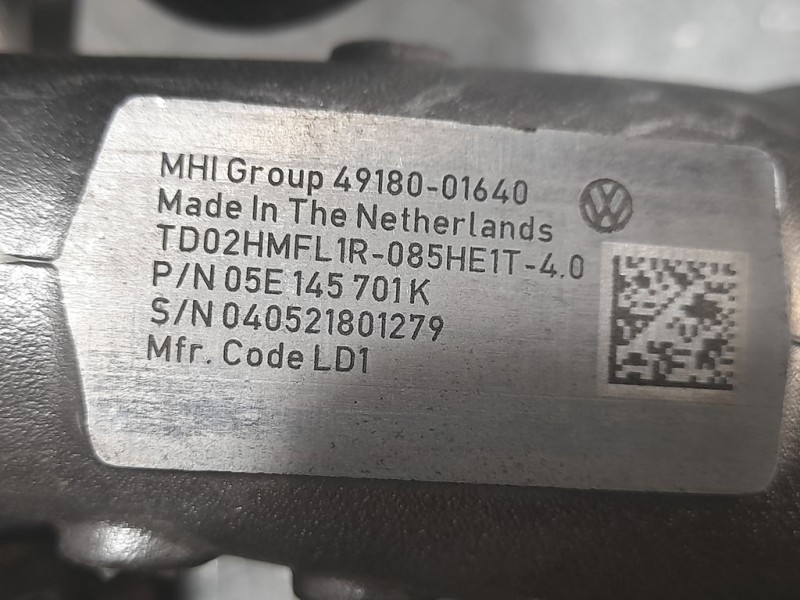 MHI Group 49180-01640
Made In The Netherlands
TD02HMFL1R-085HE1T-4.0
P/N 05E 145 701K
S/N 040521801279
Mfr. Code LD1